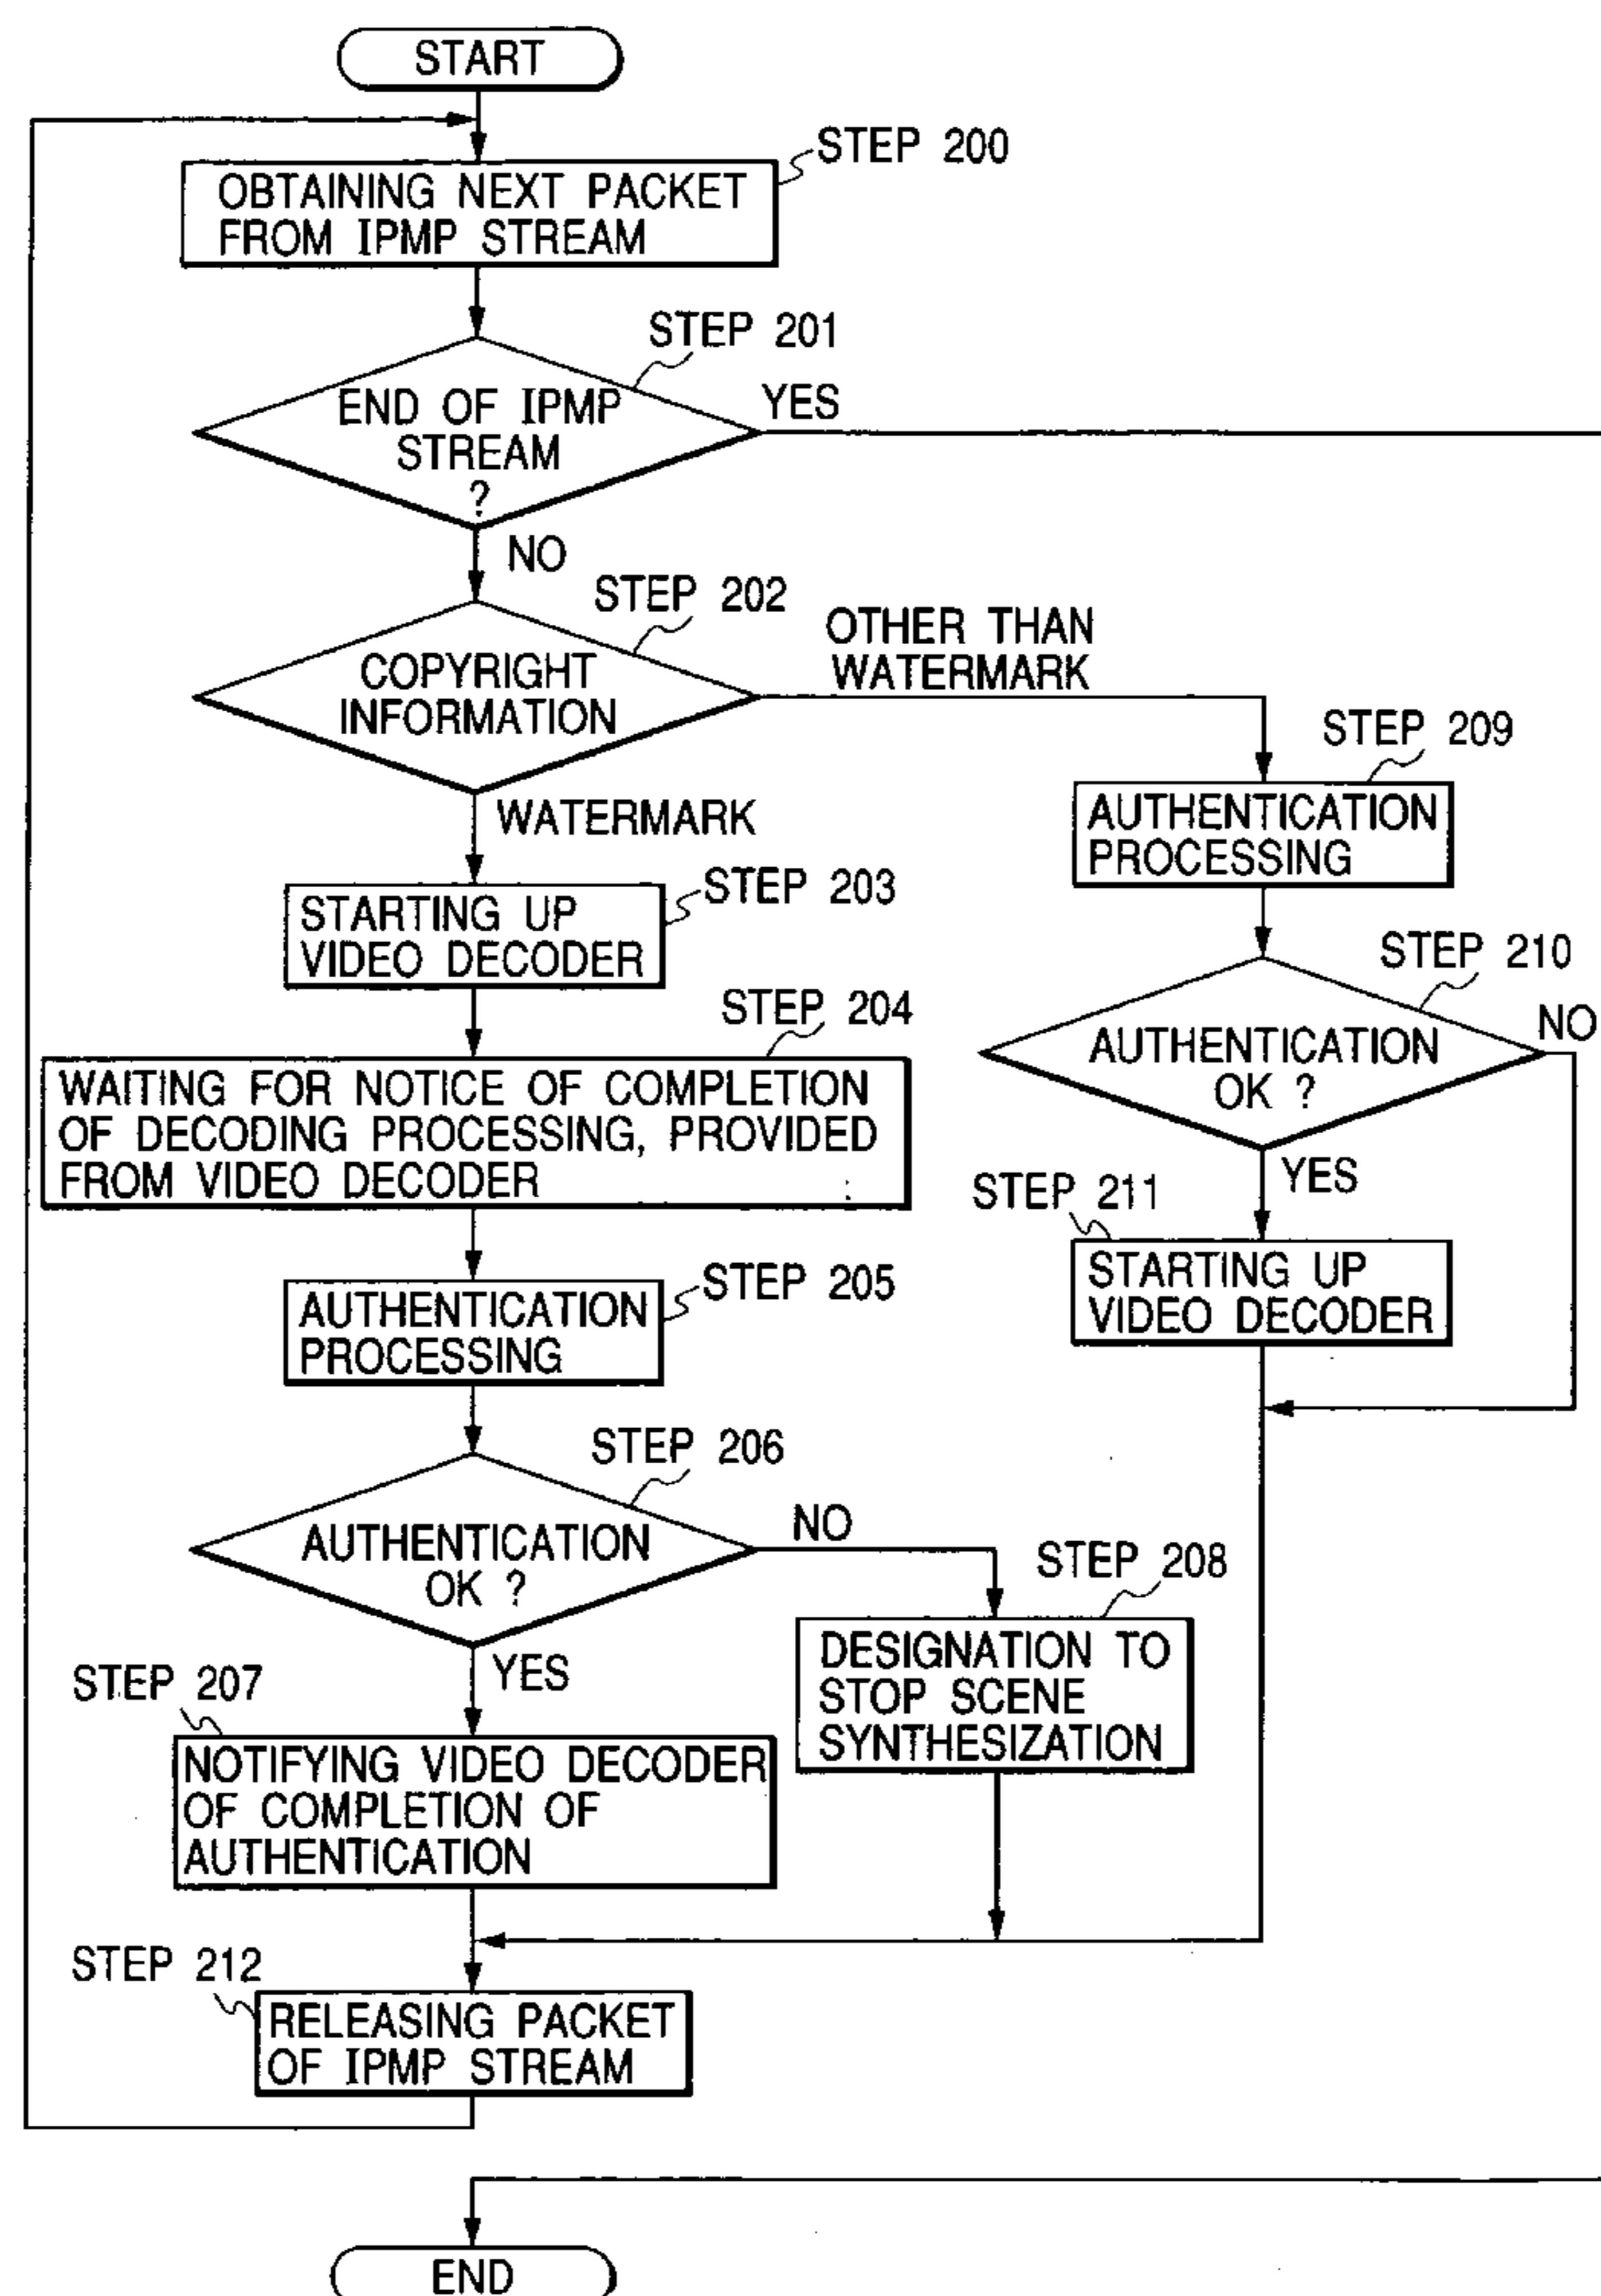 START
STEP 200
OBTAINING NEXT PACKET
FROM IPMP STREAM
STEP 201
END OF IPMP
STREAM
?
YES
NO
STEP 202
COPYRIGHT
INFORMATION
OTHER THAN
WATERMARK
WATERMARK
STEP 203
STARTING UP
VIDEO DECODER
STEP 204
WAITING FOR NOTICE OF COMPLETION
OF DECODING PROCESSING, PROVIDED
FROM VIDEO DECODER
STEP 205
AUTHENTICATION
PROCESSING
STEP 206
AUTHENTICATION
OK ?
NO
YES
STEP 207
NOTIFYING VIDEO DECODER
OF COMPLETION OF
AUTHENTICATION
STEP 208
DESIGNATION TO
STOP SCENE
SYNTHESIZATION
STEP 209
AUTHENTICATION
PROCESSING
STEP 210
AUTHENTICATION
OK ?
NO
YES
STEP 211
STARTING UP
VIDEO DECODER
STEP 212
RELEASING PACKET
OF IPMP STREAM
END